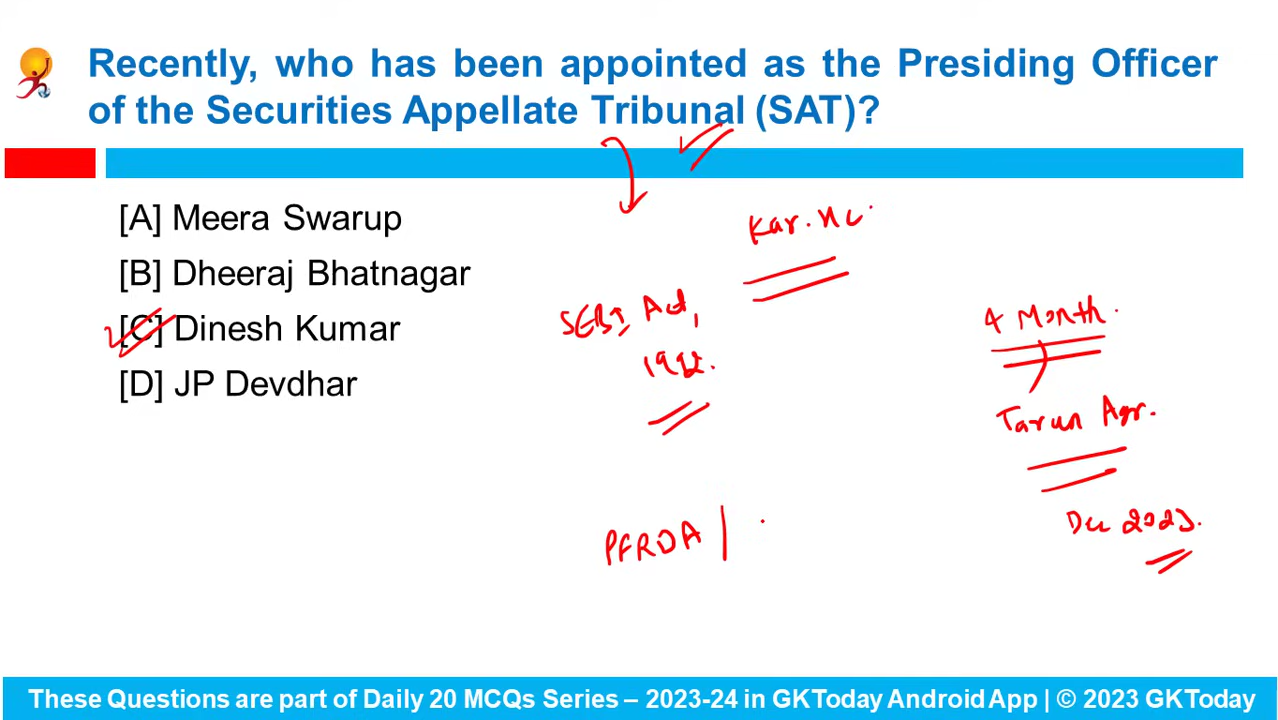 Recently, who has been appointed as the Presiding Officer
of the Securities Appellate Tribunal (SAT)?
[A] Meera Swarup
[B] Dheeraj Bhatnagar
[C] Dinesh Kumar
[D] JP Devdhar
Kar. HC.
SEBI Act,
1992.
4 Month.
Tarun Agr.
Dec 2023.
PFRDA |
These Questions are part of Daily 20 MCQs Series – 2023-24 in GKToday Android App | © 2023 GKToday